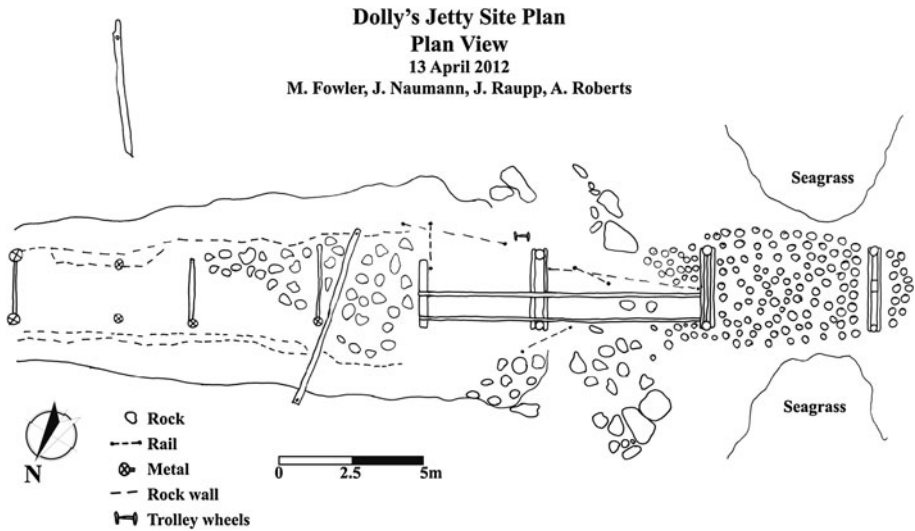 Dolly's Jetty Site Plan
Plan View
13 April 2012
M. Fowler, J. Naumann, J. Raupp, A. Roberts
Seagrass
Seagrass
N
Rock
Rail
Metal
Rock wall
Trolley wheels
0 2.5 5m